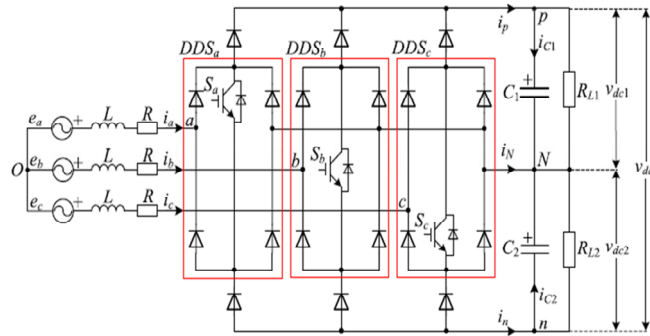 i_p p
DDS_a DDS_b DDS_c i_C1
S_a C_1 + R_L1 v_dc1
e_a + L R i_a a
O e_b + L R i_b b S_b i_N N v_d
e_c + L R i_c c S_c
C_2 + R_L2 v_dc2
i_C2
i_n n